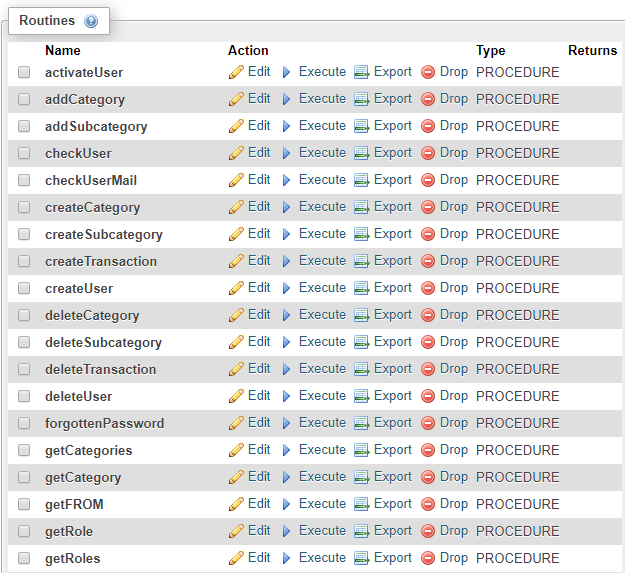 Routines
Name Action Type Returns
activateUser Edit Execute Export Drop PROCEDURE
addCategory Edit Execute Export Drop PROCEDURE
addSubcategory Edit Execute Export Drop PROCEDURE
checkUser Edit Execute Export Drop PROCEDURE
checkUserMail Edit Execute Export Drop PROCEDURE
createCategory Edit Execute Export Drop PROCEDURE
createSubcategory Edit Execute Export Drop PROCEDURE
createTransaction Edit Execute Export Drop PROCEDURE
createUser Edit Execute Export Drop PROCEDURE
deleteCategory Edit Execute Export Drop PROCEDURE
deleteSubcategory Edit Execute Export Drop PROCEDURE
deleteTransaction Edit Execute Export Drop PROCEDURE
deleteUser Edit Execute Export Drop PROCEDURE
forgottenPassword Edit Execute Export Drop PROCEDURE
getCategories Edit Execute Export Drop PROCEDURE
getCategory Edit Execute Export Drop PROCEDURE
getFROM Edit Execute Export Drop PROCEDURE
getRole Edit Execute Export Drop PROCEDURE
getRoles Edit Execute Export Drop PROCEDURE